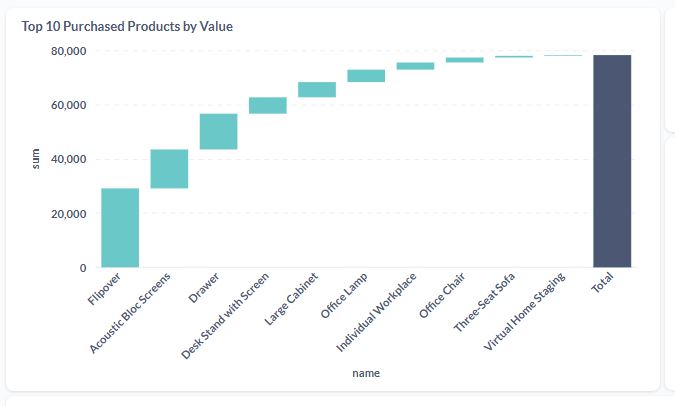 Top 10 Purchased Products by Value
80,000
60,000
40,000
20,000
0
sum
Flipover
Acoustic Bloc Screens
Drawer
Desk Stand with Screen
Large Cabinet
Office Lamp
Individual Workplace
Office Chair
Three-Seat Sofa
Virtual Home Staging
Total
name